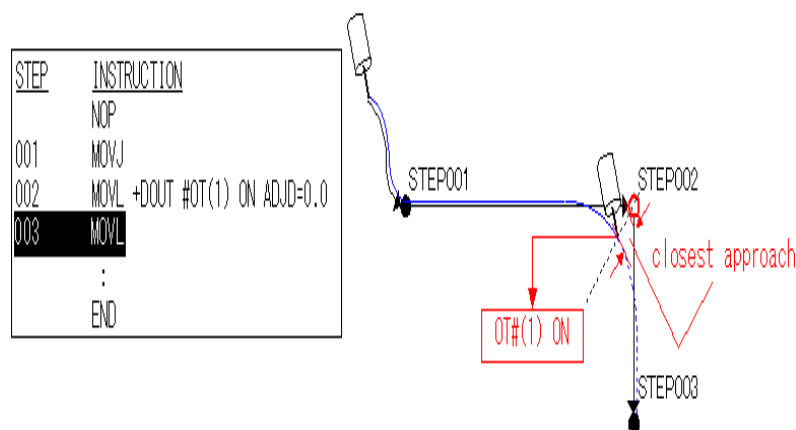 STEP INSTRUCTION
NOP
001 MOVJ
002 MOVL +DOUT #OT(1) ON ADJD=0.0
003 MOVL
:
END
STEP001
STEP002
closest approach
OT#(1) ON
STEP003